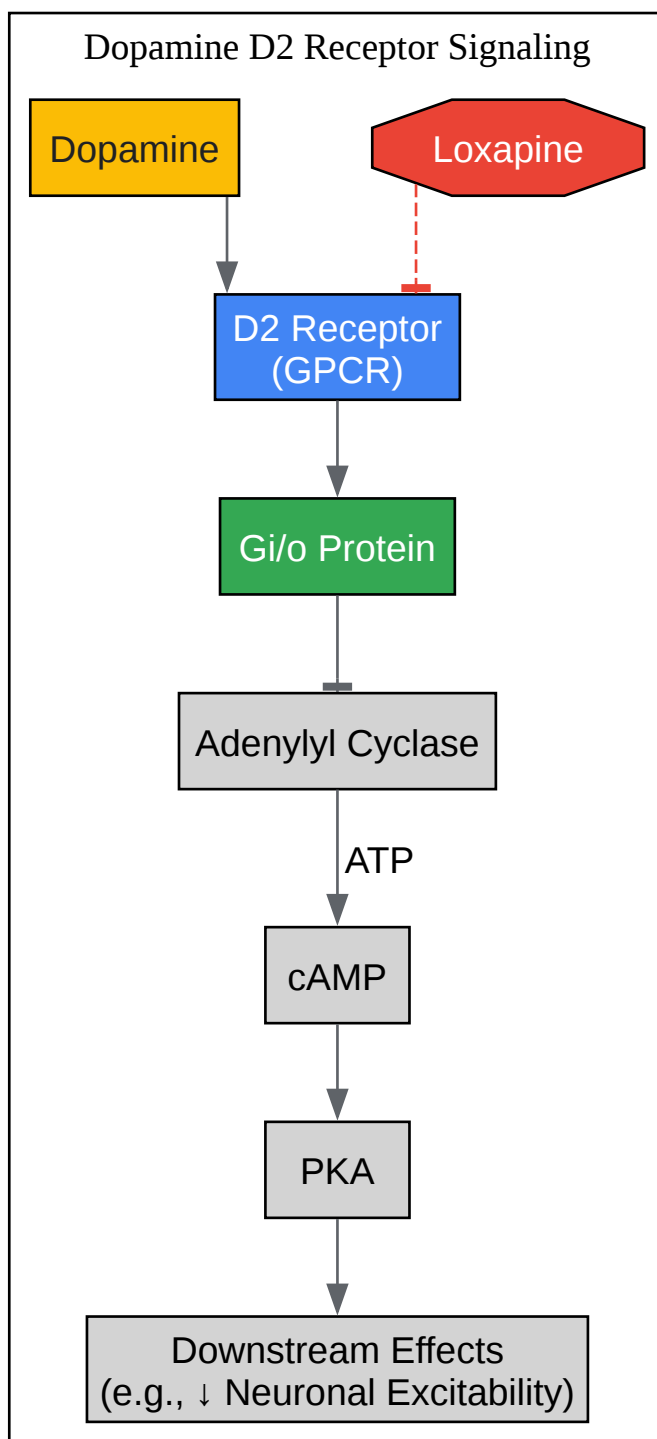 Dopamine D2 Receptor Signaling
Dopamine
Loxapine
D2 Receptor
(GPCR)
Gi/o Protein
Adenylyl Cyclase
ATP
cAMP
PKA
Downstream Effects
(e.g., ↓ Neuronal Excitability)